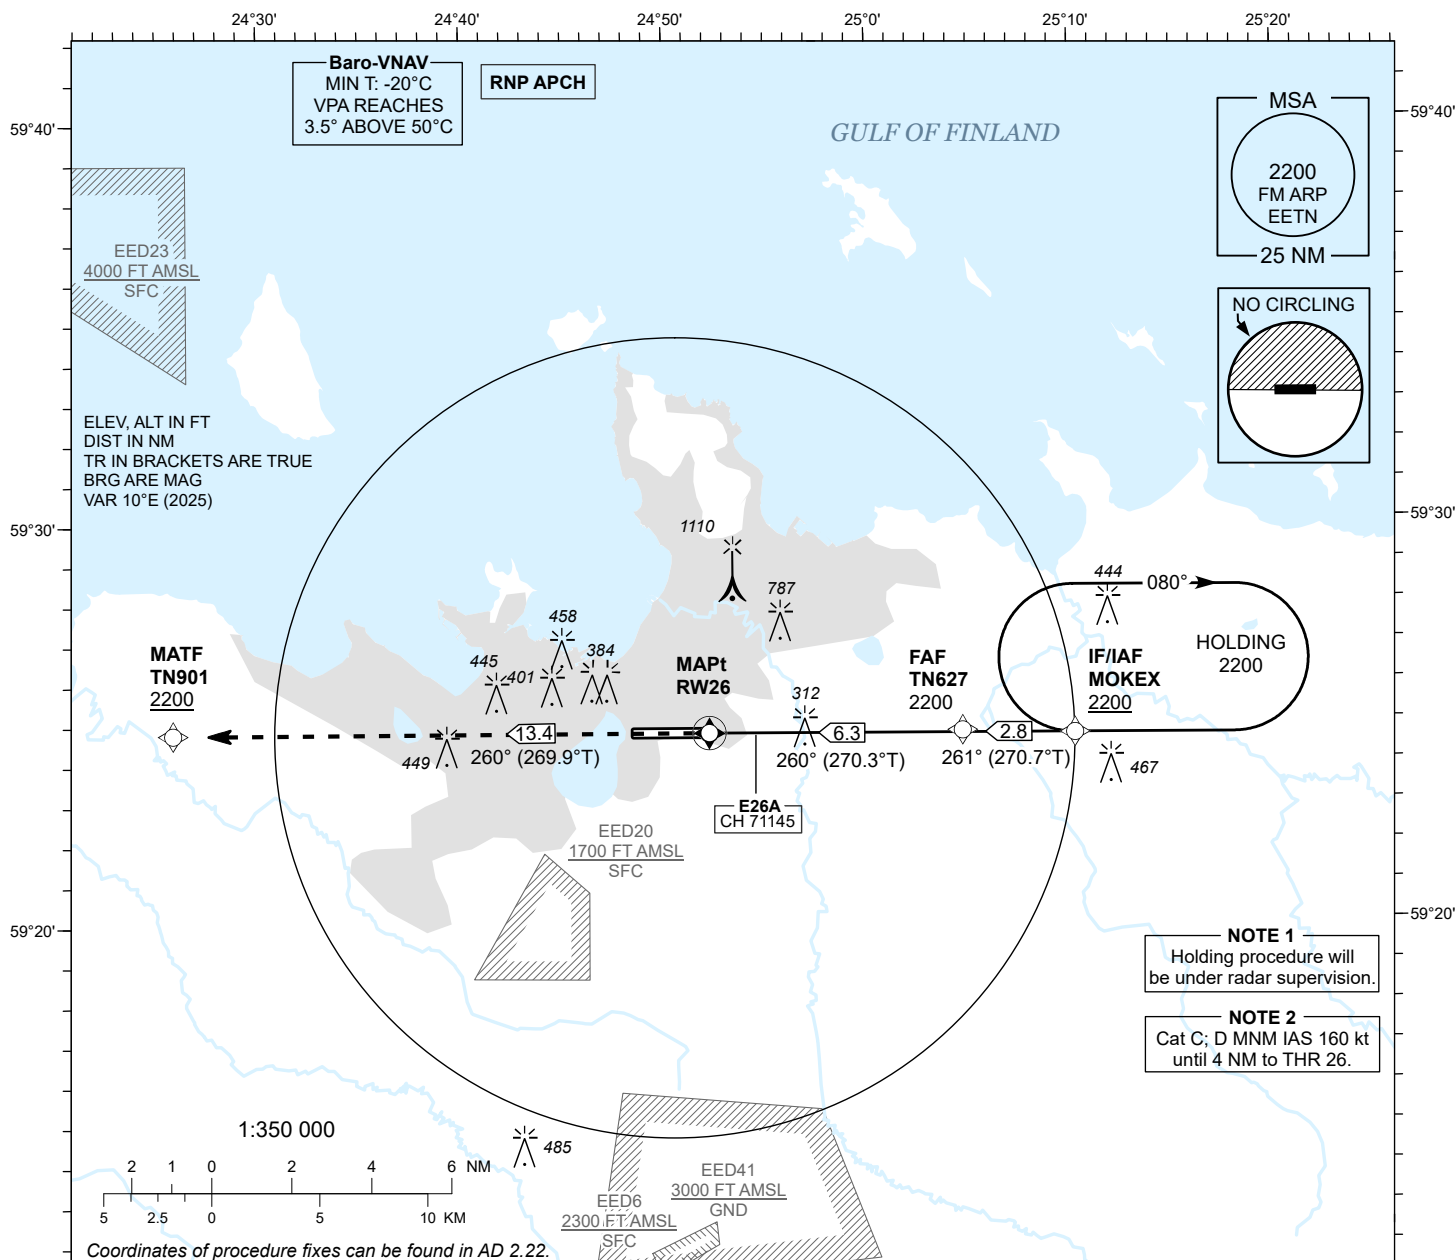 24°30'
24°40'
24°50'
25°0'
25°10'
25°20'
Baro-VNAV
MIN T: -20°C
VPA REACHES
3.5° ABOVE 50°C
RNP APCH
GULF OF FINLAND
MSA
2200
FM ARP
EETN
25 NM
59°40'
59°40'
EED23
4000 FT AMSL
SFC
NO CIRCLING
ELEV, ALT IN FT
DIST IN NM
TR IN BRACKETS ARE TRUE
BRG ARE MAG
VAR 10°E (2025)
59°30'
59°30'
1110
787
444
080°
458
384
445
401
HOLDING
2200
MATF
TN901
2200
MAPt
RW26
FAF
TN627
2200
IF/IAF
MOKEX
2200
312
13.4
6.3
2.8
449
260° (269.9°T)
260° (270.3°T)
261° (270.7°T)
467
E26A
CH 71145
EED20
1700 FT AMSL
SFC
59°20'
59°20'
NOTE 1
Holding procedure will
be under radar supervision.
NOTE 2
Cat C; D MNM IAS 160 kt
until 4 NM to THR 26.
1:350 000
2 1 0 2 4 6 NM
5 2.5 0 5 10 KM
485
EED41
3000 FT AMSL
GND
EED6
2300 FT AMSL
SFC
Coordinates of procedure fixes can be found in AD 2.22.